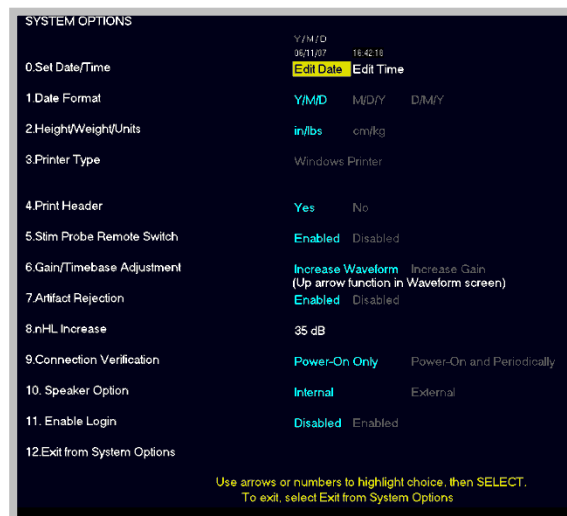 SYSTEM OPTIONS
Y/M/D
06/11/07 16:42:16
0.Set Date/Time Edit Date Edit Time
1.Date Format Y/M/D M/D/Y D/M/Y
2.Height/Weight/Units in/lbs cm/kg
3.Printer Type Windows Printer
4.Print Header Yes No
5.Stim Probe Remote Switch Enabled Disabled
6.Gain/Timebase Adjustment Increase Waveform Increase Gain
(Up arrow function in Waveform screen)
7.Artifact Rejection Enabled Disabled
8.nHL Increase 35 dB
9.Connection Verification Power-On Only Power-On and Periodically
10. Speaker Option Internal External
11. Enable Login Disabled Enabled
12.Exit from System Options
Use arrows or numbers to highlight choice, then SELECT.
To exit, select Exit from System Options